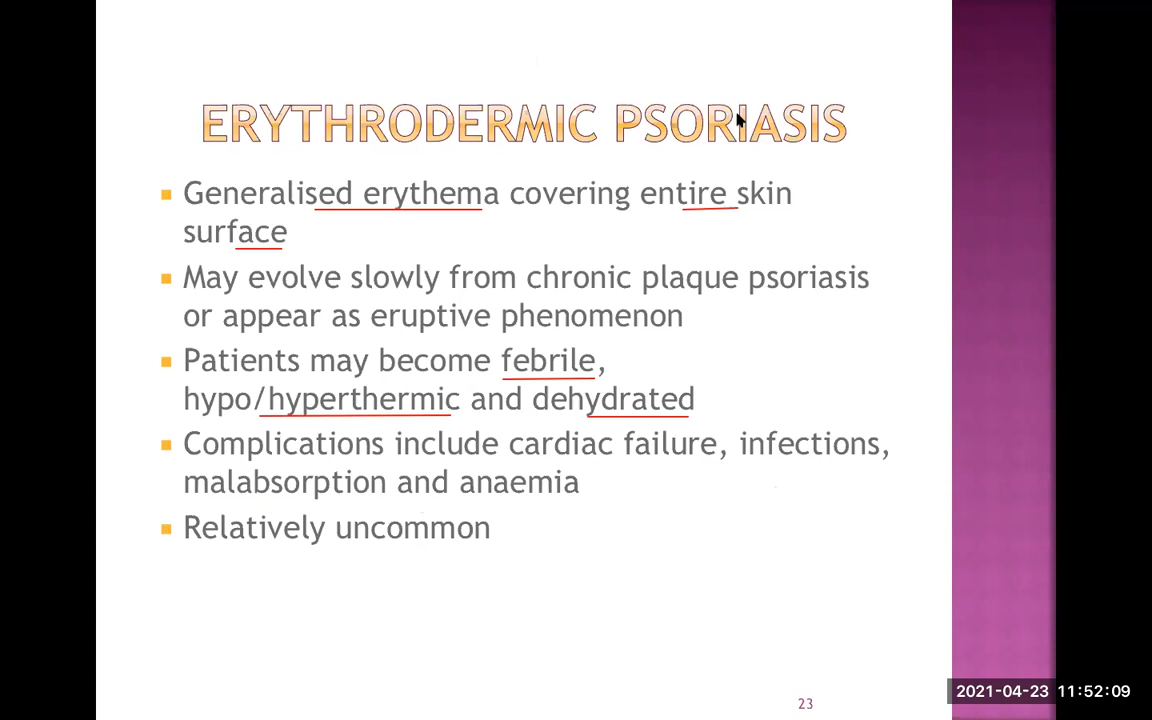 ERYTHRODERMIC PSORIASIS
Generalised erythema covering entire skin
surface
May evolve slowly from chronic plaque psoriasis
or appear as eruptive phenomenon
Patients may become febrile,
hypo/hyperthermic and dehydrated
Complications include cardiac failure, infections,
malabsorption and anaemia
Relatively uncommon
23
2021-04-23 11:52:09